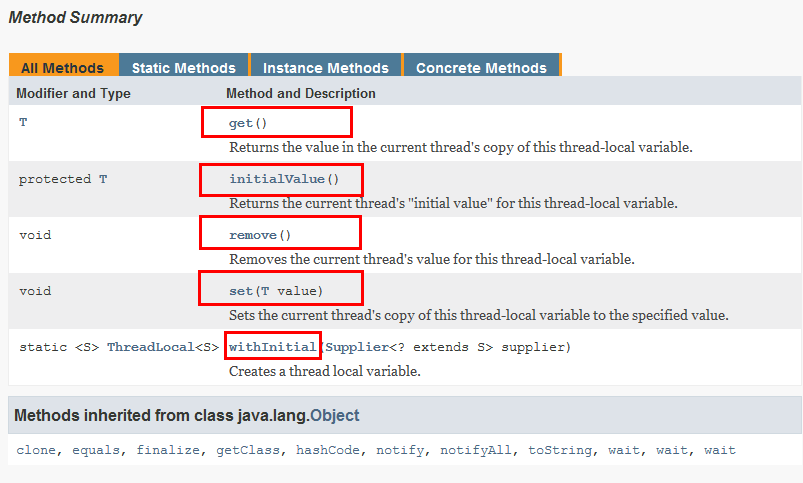 Method Summary
All Methods Static Methods Instance Methods Concrete Methods
Modifier and Type Method and Description
T get()
Returns the value in the current thread's copy of this thread-local variable.
protected T initialValue()
Returns the current thread's "initial value" for this thread-local variable.
void remove()
Removes the current thread's value for this thread-local variable.
void set(T value)
Sets the current thread's copy of this thread-local variable to the specified value.
static <S> ThreadLocal<S> withInitial(Supplier<? extends S> supplier)
Creates a thread local variable.
Methods inherited from class java.lang.Object
clone, equals, finalize, getClass, hashCode, notify, notifyAll, toString, wait, wait, wait